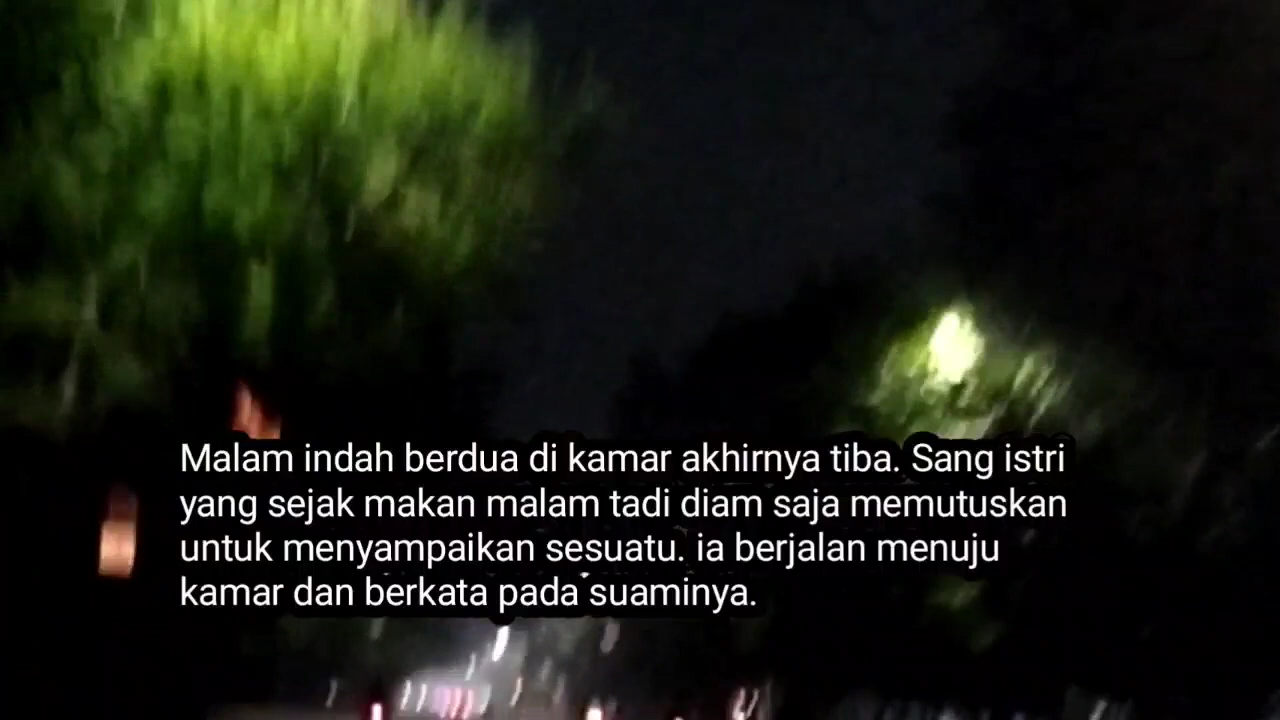 Malam indah berdua di kamar akhirnya tiba. Sang istri
yang sejak makan malam tadi diam saja memutuskan
untuk menyampaikan sesuatu. ia berjalan menuju
kamar dan berkata pada suaminya.